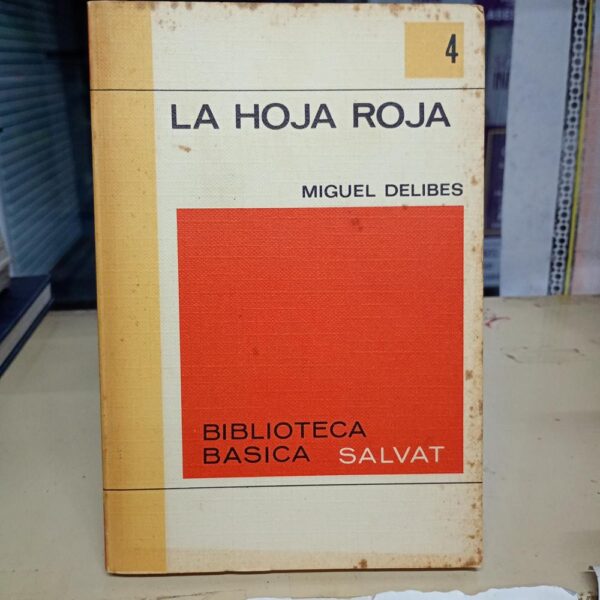 4
LA HOJA ROJA
MIGUEL DELIBES
BIBLIOTECA
BASICA SALVAT